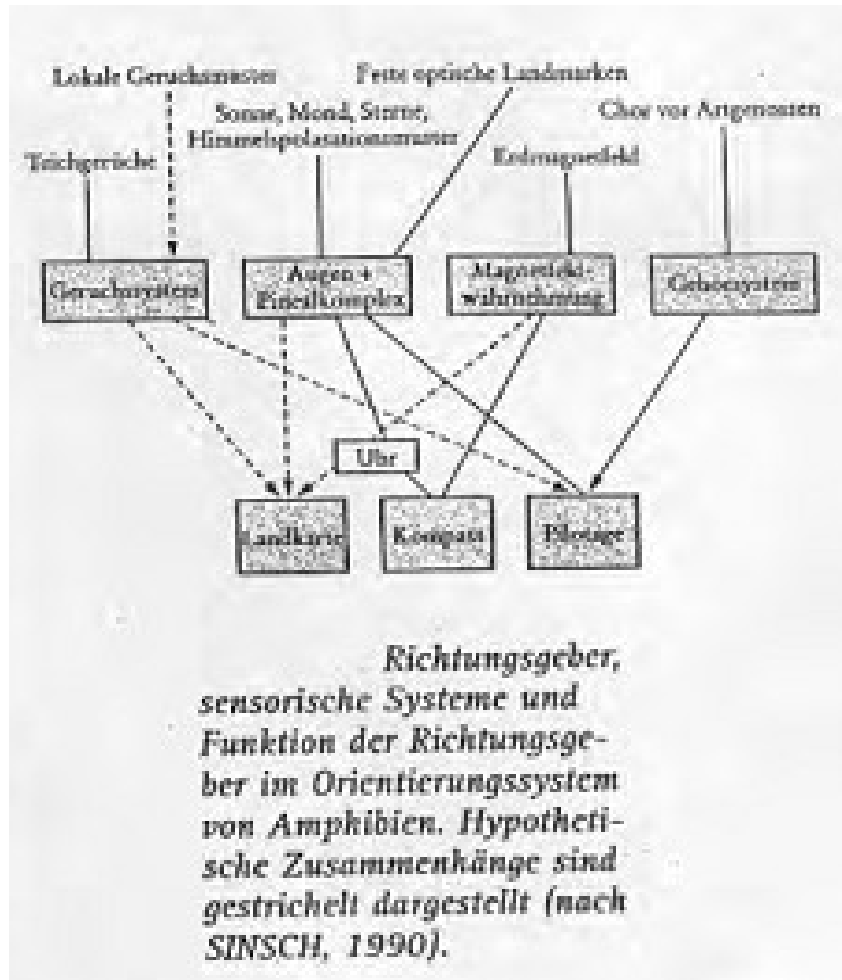 Lokale Geruchsmuster
Feste optische Landmarken
Sonne, Mond, Sterne,
Himmelspolarisationsmuster
Chor von Artgenossen
Teichgerüche
Erdmagnetfeld
Geruchssystem
Augen +
Pinealkomplex
Magnetfeld-
wahrnehmung
Gehörsystem
Uhr
Landkarte
Kompass
Pilotage
Richtungsgeber,
sensorische Systeme und
Funktion der Richtungsge-
ber im Orientierungssystem
von Amphibien. Hypotheti-
sche Zusammenhänge sind
gestrichelt dargestellt (nach
SINSCH, 1990).